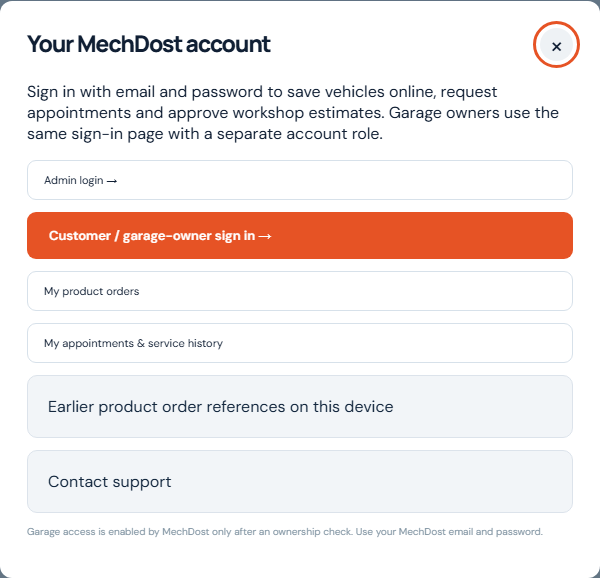 Your MechDost account
×
Sign in with email and password to save vehicles online, request
appointments and approve workshop estimates. Garage owners use the
same sign-in page with a separate account role.
Admin login →
Customer / garage-owner sign in →
My product orders
My appointments & service history
Earlier product order references on this device
Contact support
Garage access is enabled by MechDost only after an ownership check. Use your MechDost email and password.